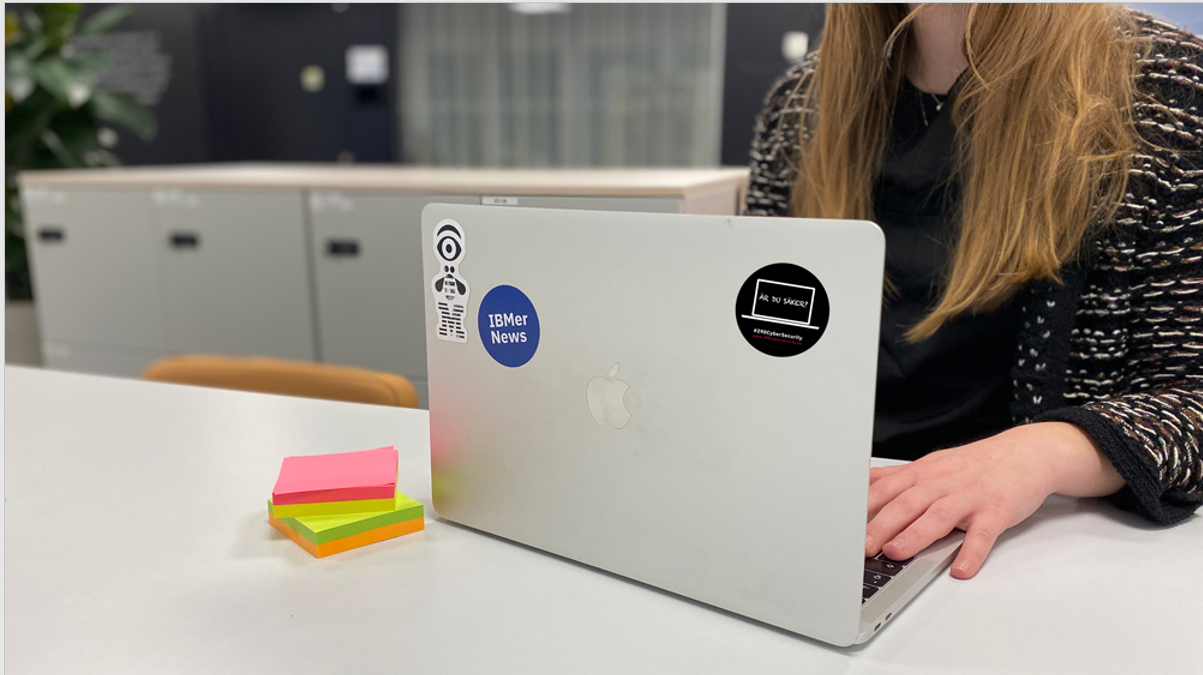 IBMer
News
ÄR DU SÄKER?
#290CyberSecurity